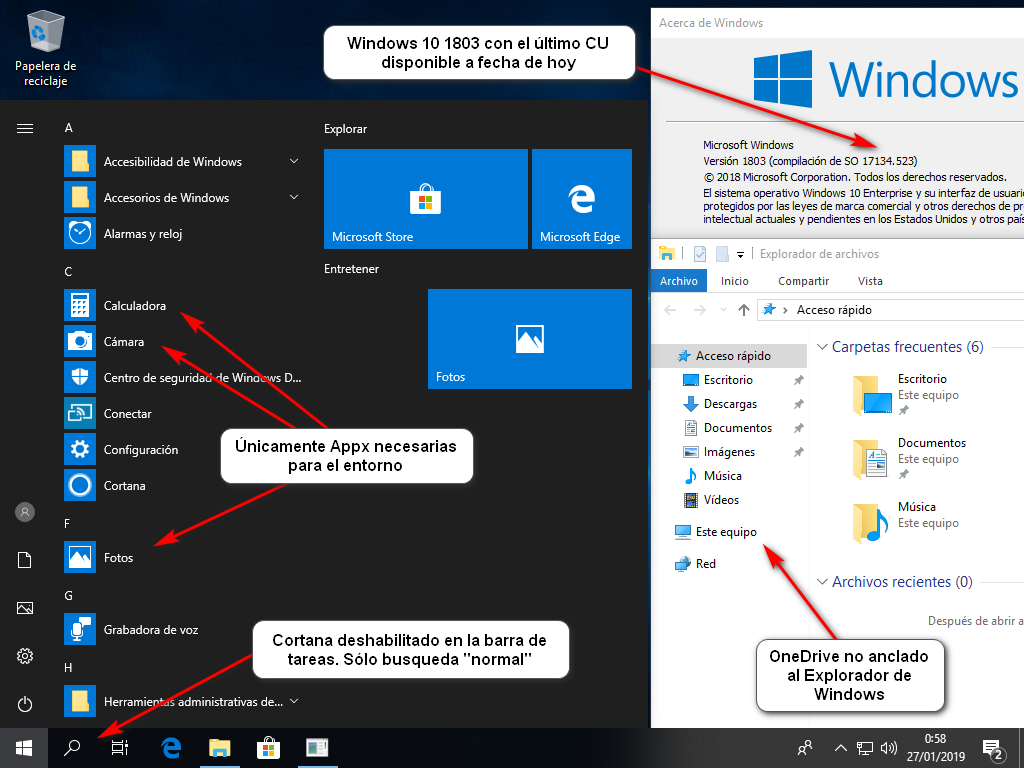 Papelera de
reciclaje
Windows 10 1803 con el último CU
disponible a fecha de hoy
A
Accesibilidad de Windows
Accesorios de Windows
Alarmas y reloj
C
Calculadora
Cámara
Centro de seguridad de Windows D...
Conectar
Configuración
Cortana
F
Fotos
G
Grabadora de voz
H
Herramientas administrativas de...
Explorar
Microsoft Store
Microsoft Edge
Entretener
Fotos
Únicamente Appx necesarias
para el entorno
Cortana deshabilitado en la barra de
tareas. Sólo busqueda "normal"
Acerca de Windows
Windows
Microsoft Windows
Versión 1803 (compilación de SO 17134.523)
© 2018 Microsoft Corporation. Todos los derechos reservados.
El sistema operativo Windows 10 Enterprise y su interfaz de usuari
protegidos por las leyes de marca comercial y otros derechos de pr
intelectual actuales y pendientes en los Estados Unidos y otros paí
Explorador de archivos
Archivo
Inicio
Compartir
Vista
Acceso rápido
Acceso rápido
Escritorio
Descargas
Documentos
Imágenes
Música
Vídeos
Este equipo
Red
Carpetas frecuentes (6)
Escritorio
Este equipo
Documentos
Este equipo
Música
Este equipo
Archivos recientes (0)
Después de abrir a
OneDrive no anclado
al Explorador de
Windows
0:58
27/01/2019
2